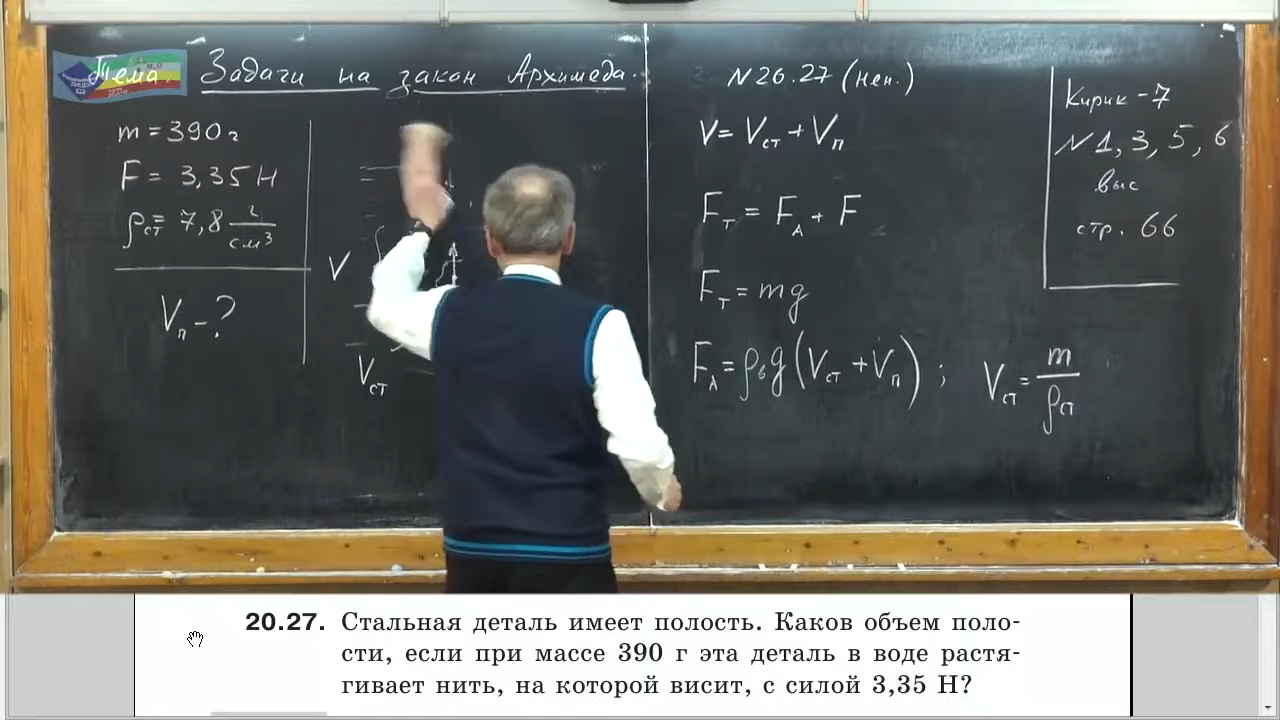 Тема. Задачи на закон Архимеда.
m = 390 г
F = 3,35 Н
ρст = 7,8 г/см³
Vп - ?
V
Vст
N 20.27 (нен.)
V = Vст + Vп
Fт = FА + F
Fт = mg
FА = ρв g (Vст + Vп) ; Vст = m/ρст
Кирик - 7
N 1, 3, 5, 6
выс
стр. 66
20.27. Стальная деталь имеет полость. Каков объем поло-
сти, если при массе 390 г эта деталь в воде растя-
гивает нить, на которой висит, с силой 3,35 Н?